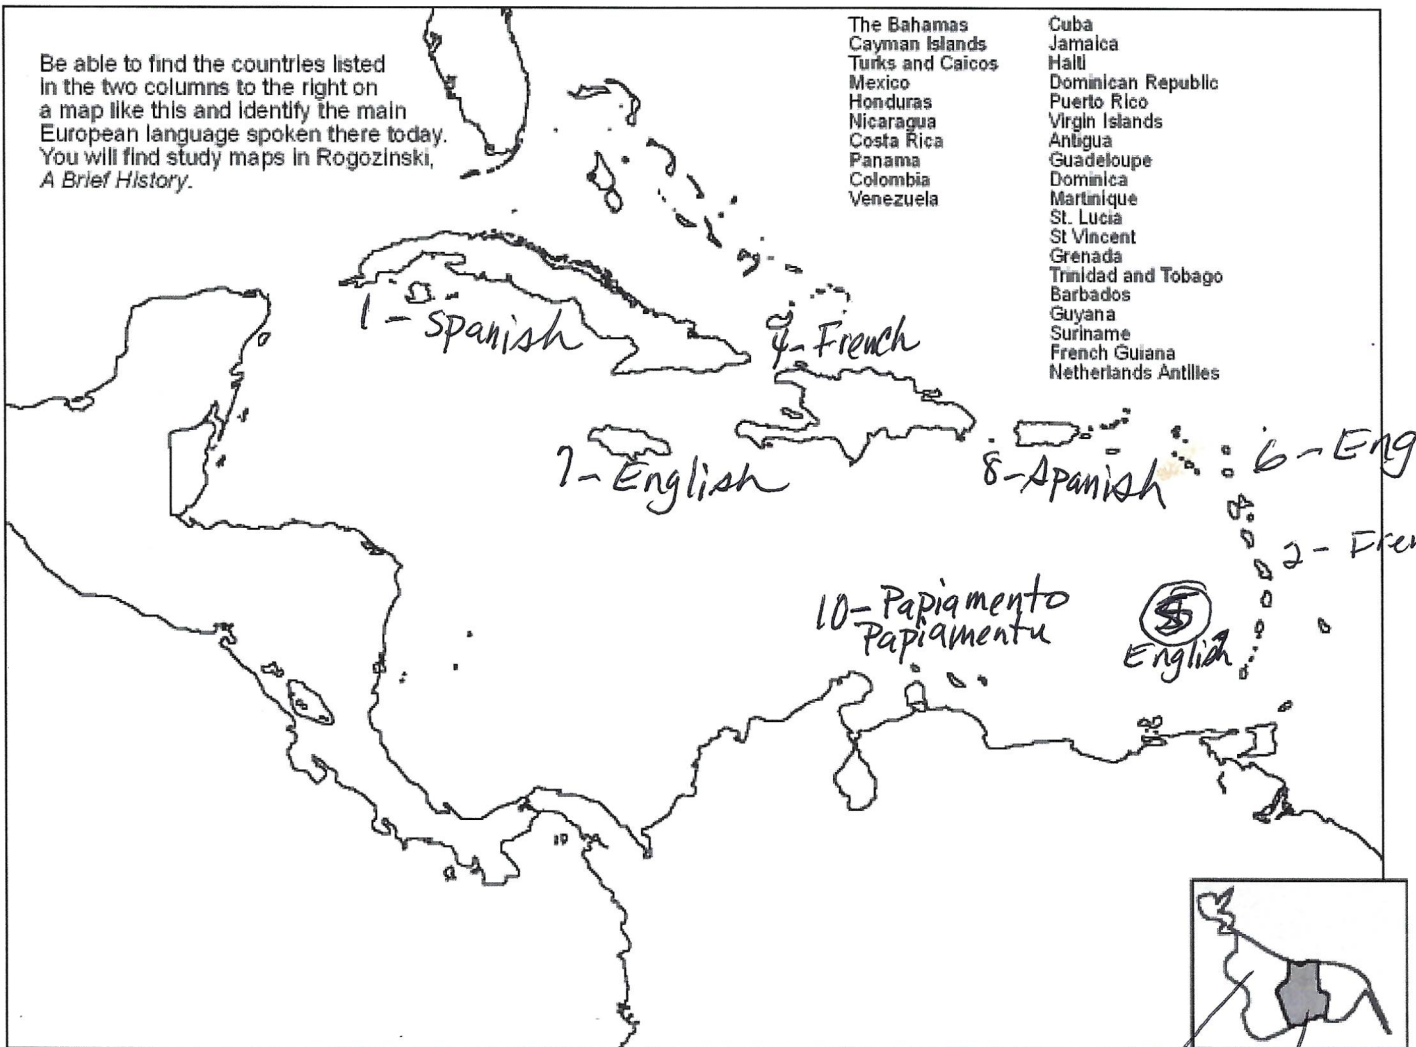 Be able to find the countries listed
in the two columns to the right on
a map like this and identify the main
European language spoken there today.
You will find study maps in Rogozinski,
A Brief History.
The Bahamas
Cayman Islands
Turks and Caicos
Mexico
Honduras
Nicaragua
Costa Rica
Panama
Colombia
Venezuela
Cuba
Jamaica
Haiti
Dominican Republic
Puerto Rico
Virgin Islands
Antigua
Guadeloupe
Dominica
Martinique
St. Lucia
St Vincent
Grenada
Trinidad and Tobago
Barbados
Guyana
Suriname
French Guiana
Netherlands Antilles
1 - Spanish
4 - French
7 - English
8 - Spanish
6 - Eng
2 - Fren
10 - Papiamento
Papiamentu
English